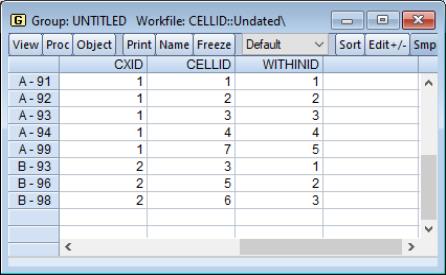 G Group: UNTITLED Workfile: CELLID::Undated\
View Proc Object Print Name Freeze Default Sort Edit+/- Smp
CXID CELLID WITHINID
A - 91 1 1 1
A - 92 1 2 2
A - 93 1 3 3
A - 94 1 4 4
A - 99 1 7 5
B - 93 2 3 1
B - 96 2 5 2
B - 98 2 6 3